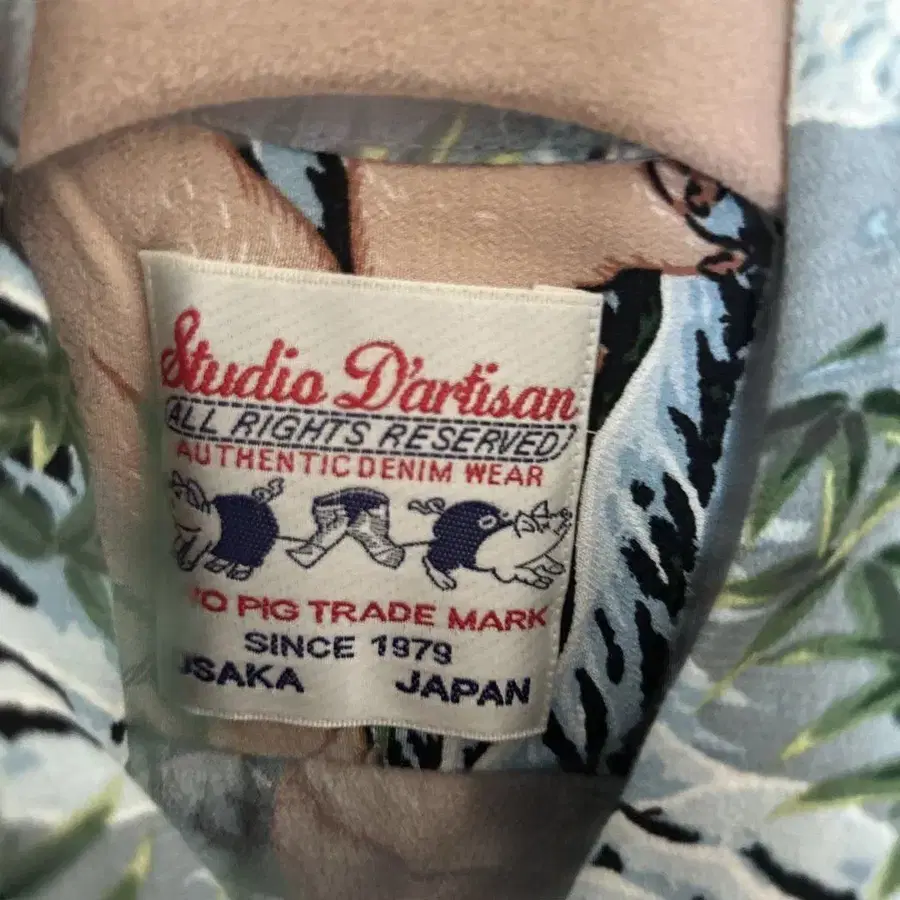 Studio D'artisan
ALL RIGHTS RESERVED
AUTHENTIC DENIM WEAR
PIG TRADE MARK
SINCE 1979
JAPAN